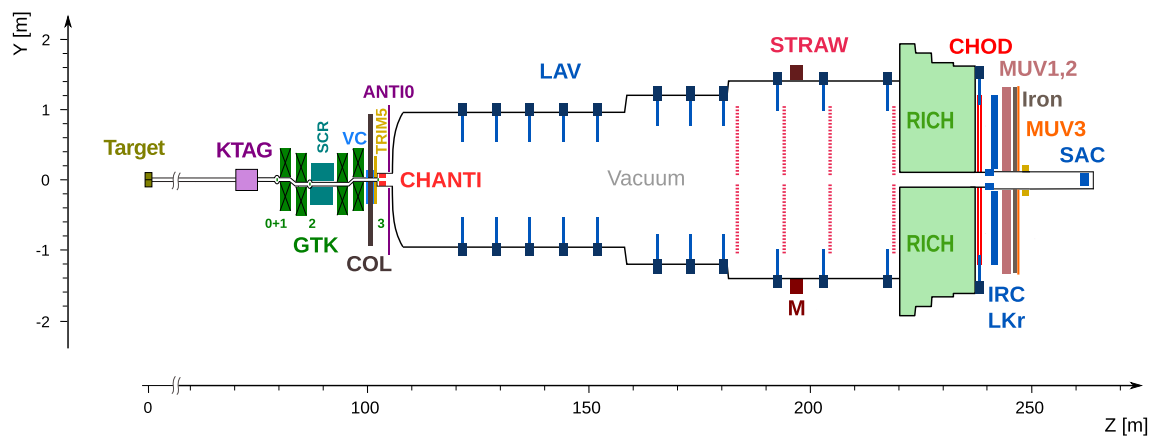 Y [m]
2
1
0
-1
-2
Target
KTAG
SCR
VC
TRIM5
ANTI0
CHANTI
0+1
2
3
GTK
COL
LAV
Vacuum
STRAW
M
RICH
RICH
CHOD
MUV1,2
Iron
MUV3
SAC
IRC
LKr
0
100
150
200
250
Z [m]